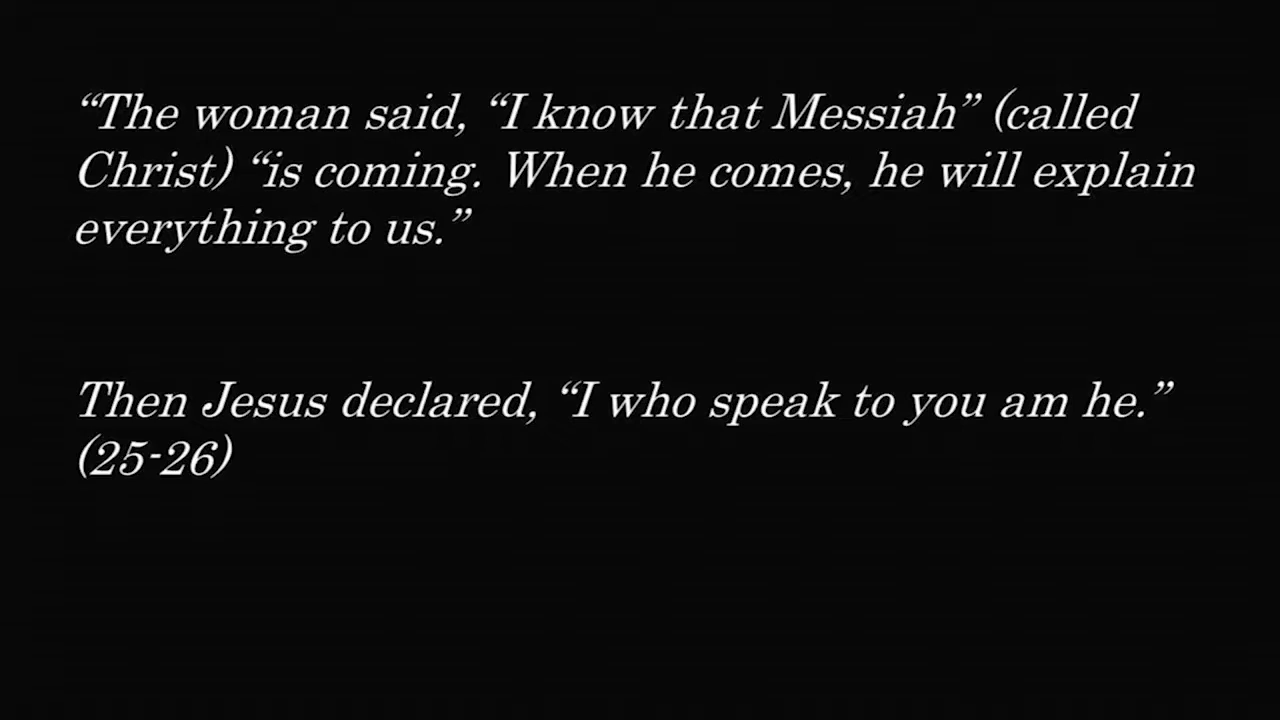 “The woman said, “I know that Messiah” (called
Christ) “is coming. When he comes, he will explain
everything to us.”
Then Jesus declared, “I who speak to you am he.”
(25-26)